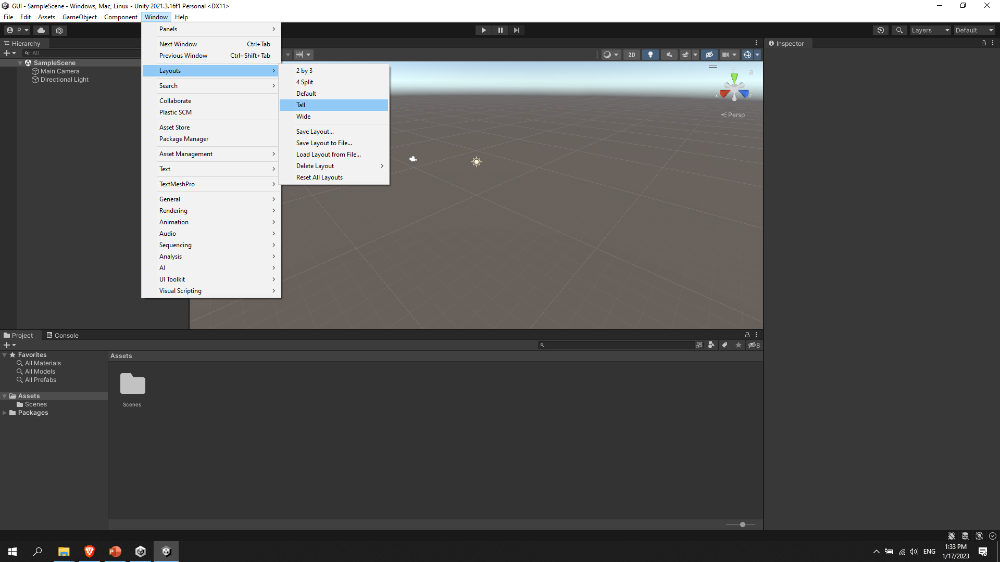 GUI - SampleScene - Windows, Mac, Linux - Unity 2021.3.16f1 Personal <DX11>
File Edit Assets GameObject Component Window Help
P
Layers
Default
Hierarchy
All
SampleScene
Main Camera
Directional Light
Panels
Next Window Ctrl+Tab
Previous Window Ctrl+Shift+Tab
Layouts
Search
Collaborate
Plastic SCM
Asset Store
Package Manager
Asset Management
Text
TextMeshPro
General
Rendering
Animation
Audio
Sequencing
Analysis
AI
UI Toolkit
Visual Scripting
2 by 3
4 Split
Default
Tall
Wide
Save Layout...
Save Layout to File...
Load Layout from File...
Delete Layout
Reset All Layouts
2D
y
x
z
Persp
Inspector
Project
Console
8
Favorites
All Materials
All Models
All Prefabs
Assets
Scenes
Packages
Assets
Scenes
ENG
1:33 PM
1/17/2023